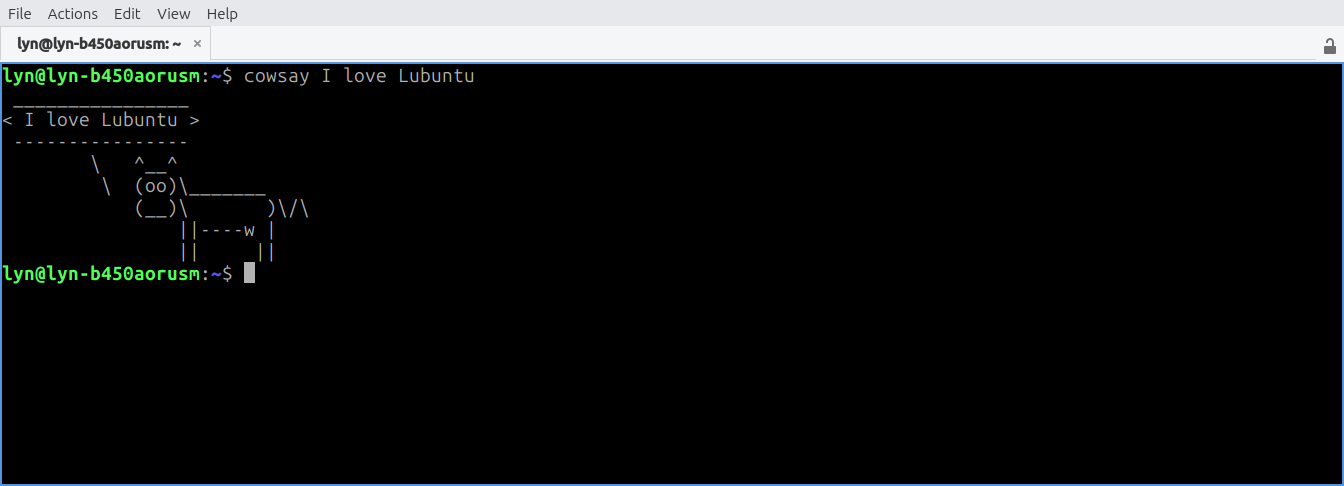 File Actions Edit View Help
lyn@lyn-b450aorusm: ~ ×
lyn@lyn-b450aorusm:~$ cowsay I love Lubuntu
 ________________
< I love Lubuntu >
 ----------------
        \   ^__^
         \  (oo)\_______
            (__)\       )\/\
                ||----w |
                ||     ||
lyn@lyn-b450aorusm:~$